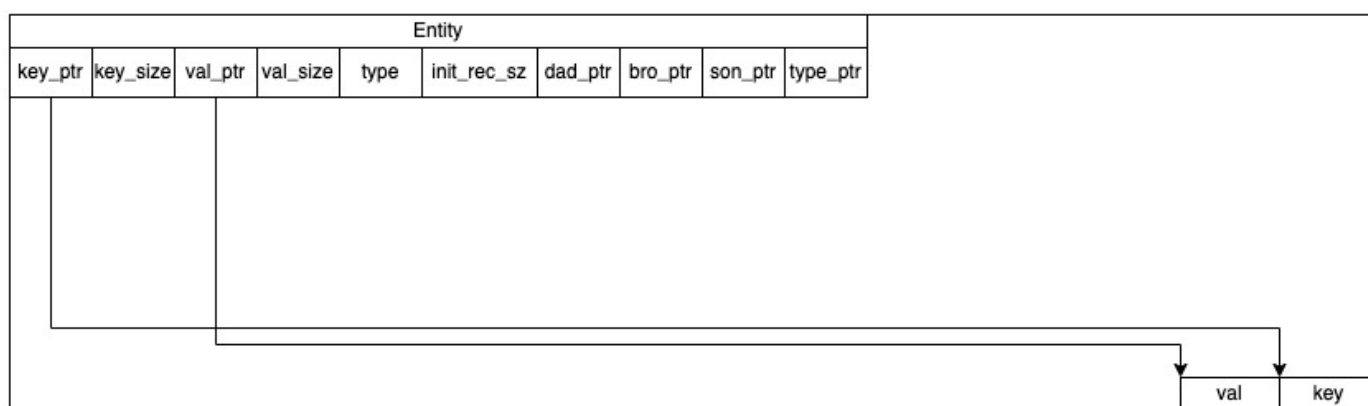 Entity
key_ptr key_size val_ptr val_size type init_rec_sz dad_ptr bro_ptr son_ptr type_ptr
val key